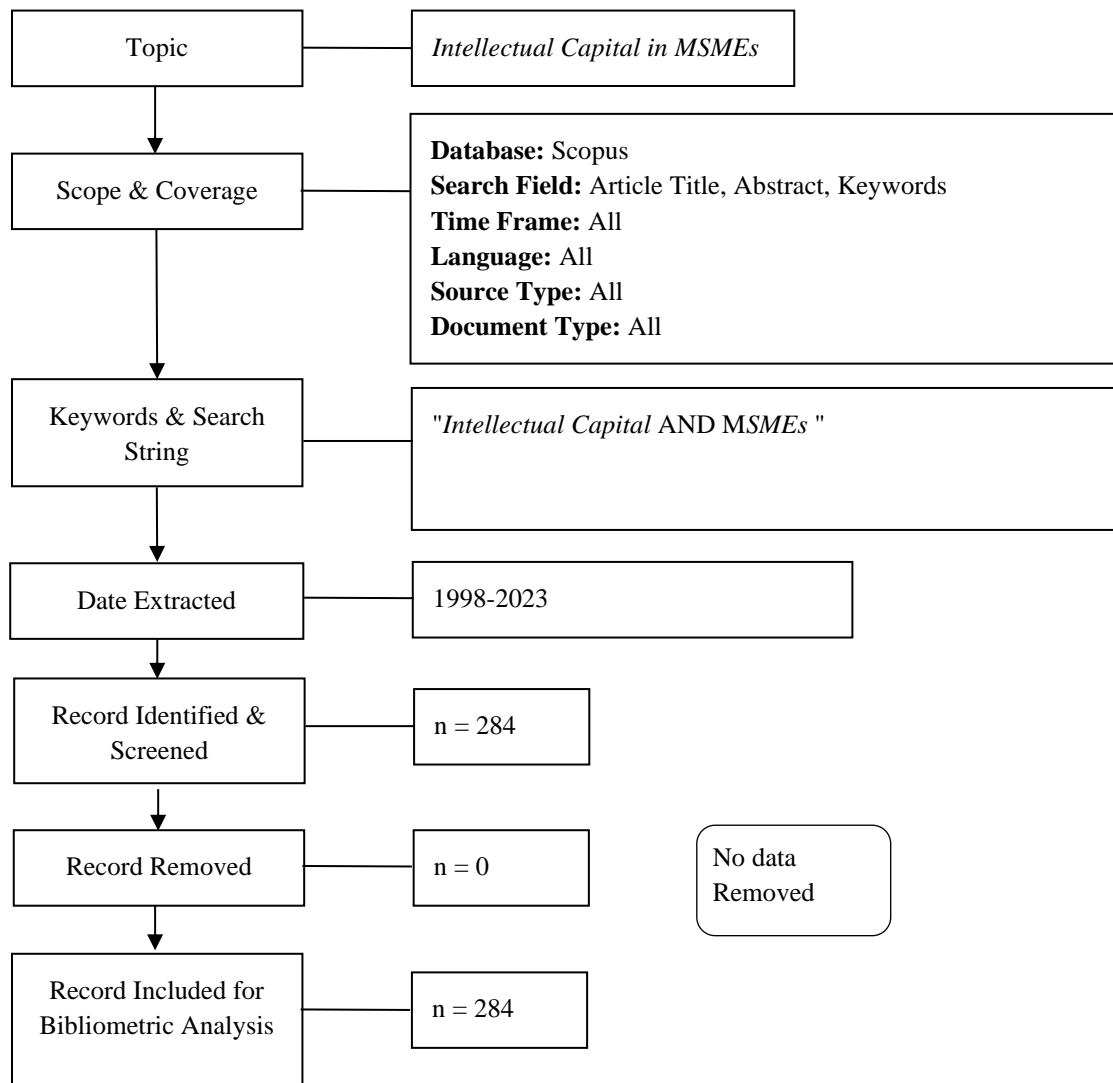 Topic
Intellectual Capital in MSMEs
Scope & Coverage
Database: Scopus
Search Field: Article Title, Abstract, Keywords
Time Frame: All
Language: All
Source Type: All
Document Type: All
Keywords & Search
String
"Intellectual Capital AND MSMEs "
Date Extracted
1998-2023
Record Identified &
Screened
n = 284
Record Removed
n = 0
No data
Removed
Record Included for
Bibliometric Analysis
n = 284